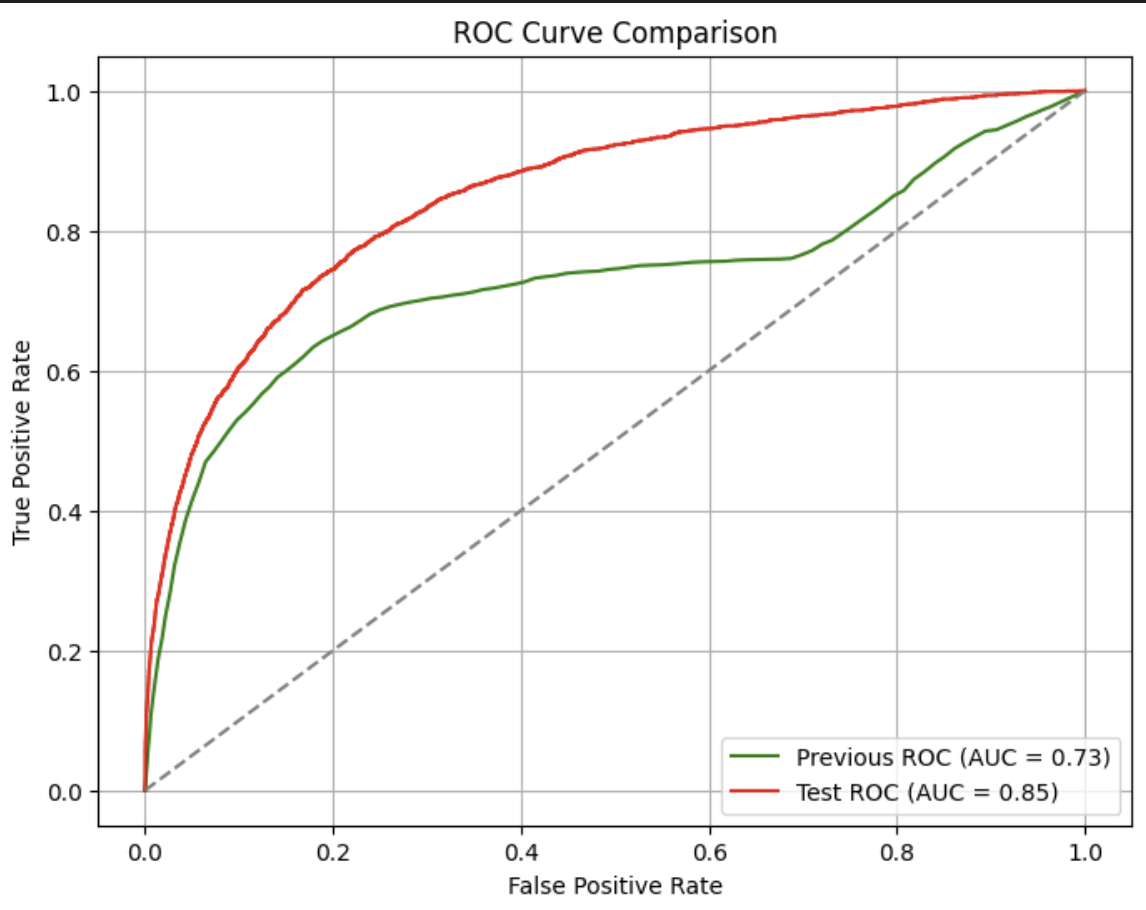 ROC Curve Comparison
1.0
0.8
0.6
0.4
0.2
0.0
True Positive Rate
0.0 0.2 0.4 0.6 0.8 1.0
False Positive Rate
Previous ROC (AUC = 0.73)
Test ROC (AUC = 0.85)